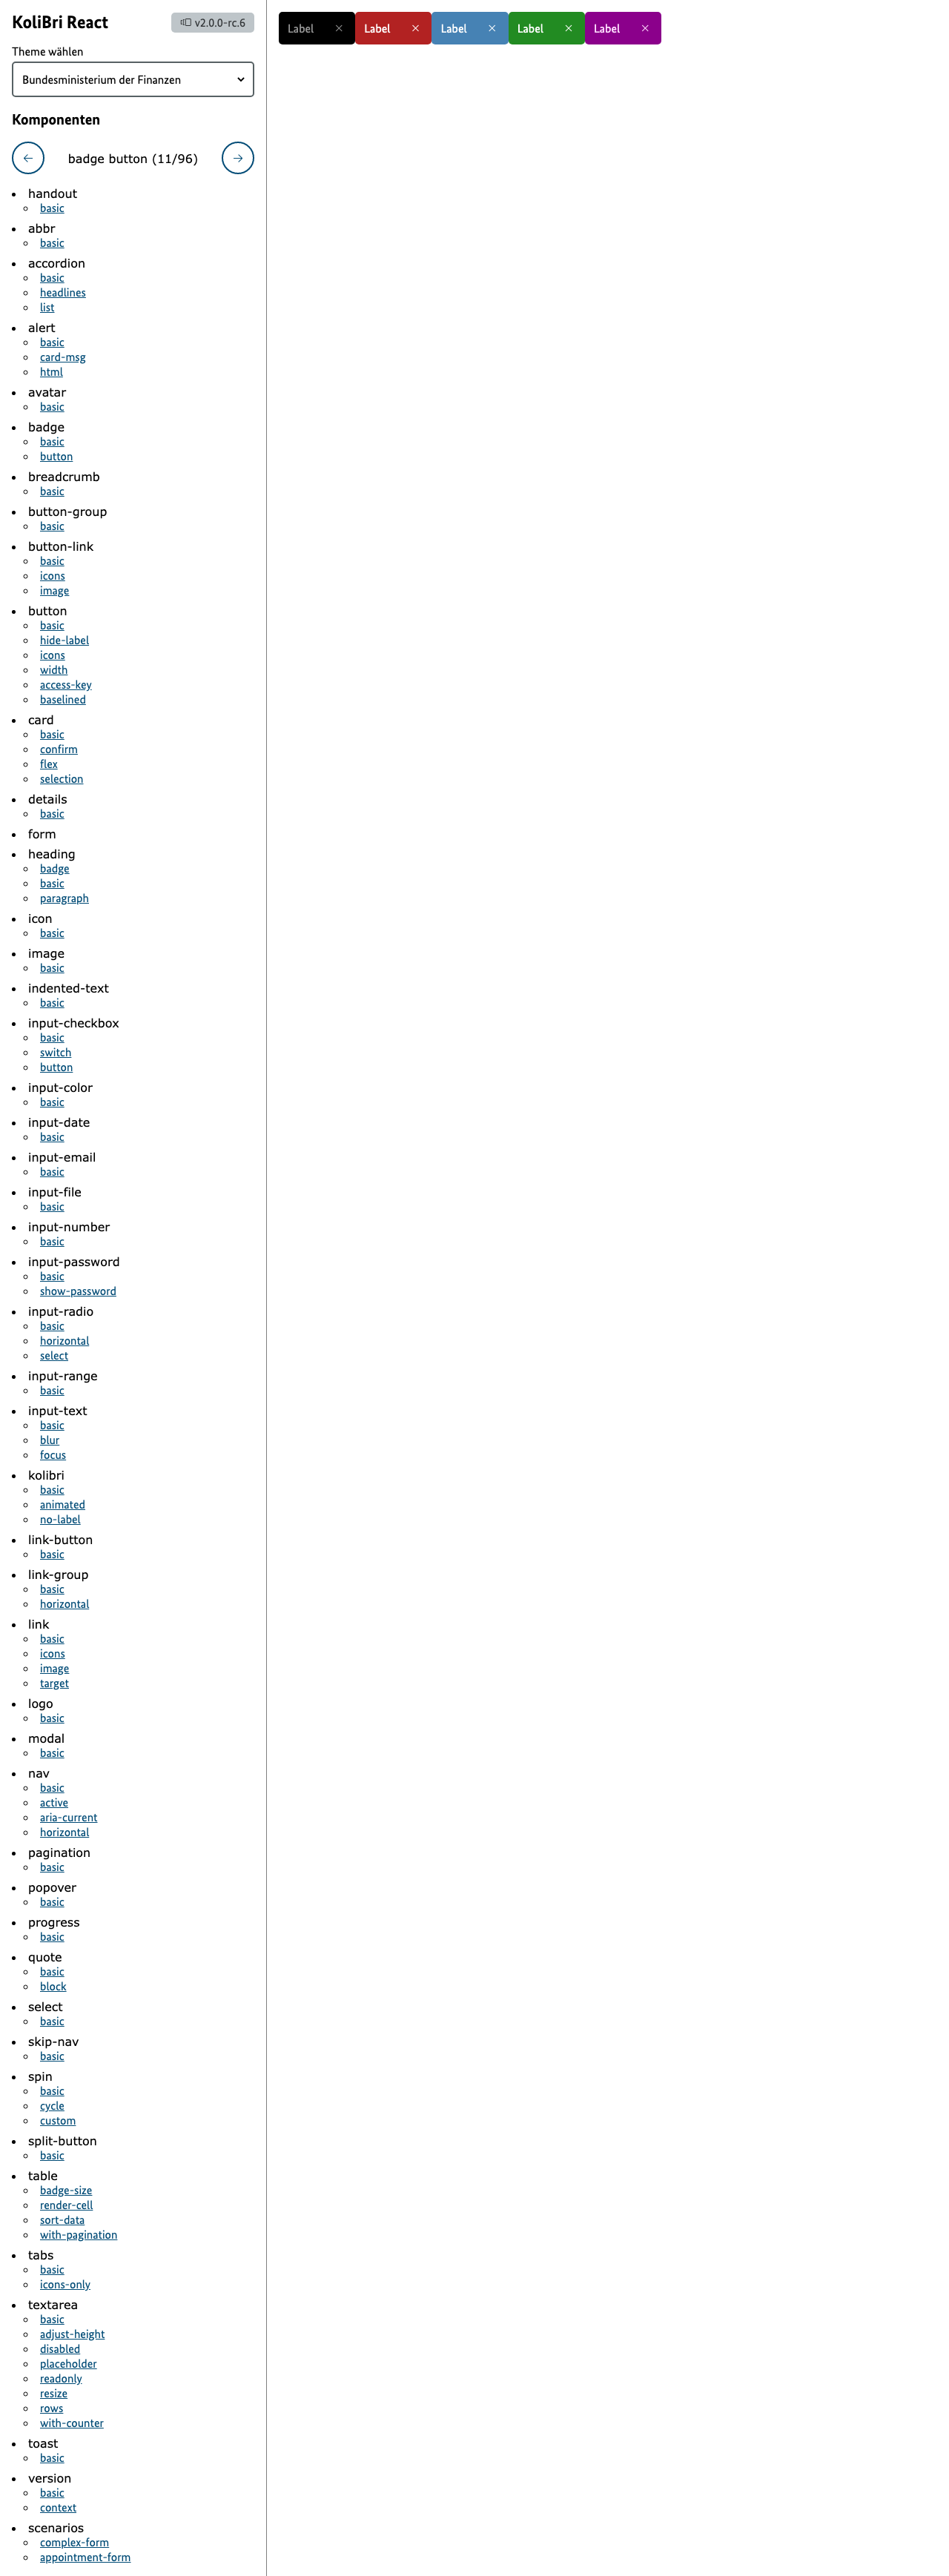 KoliBri React v2.0.0-rc.6
Theme wählen
Bundesministerium der Finanzen
Komponenten
badge button (11/96)
handout
basic
abbr
basic
accordion
basic
headlines
list
alert
basic
card-msg
html
avatar
basic
badge
basic
button
breadcrumb
basic
button-group
basic
button-link
basic
icons
image
button
basic
hide-label
icons
width
access-key
baselined
card
basic
confirm
flex
selection
details
basic
form
heading
badge
basic
paragraph
icon
basic
image
basic
indented-text
basic
input-checkbox
basic
switch
button
input-color
basic
input-date
basic
input-email
basic
input-file
basic
input-number
basic
input-password
basic
show-password
input-radio
basic
horizontal
select
input-range
basic
input-text
basic
blur
focus
kolibri
basic
animated
no-label
link-button
basic
link-group
basic
horizontal
link
basic
icons
image
target
logo
basic
modal
basic
nav
basic
active
aria-current
horizontal
pagination
basic
popover
basic
progress
basic
quote
basic
block
select
basic
skip-nav
basic
spin
basic
cycle
custom
split-button
basic
table
badge-size
render-cell
sort-data
with-pagination
tabs
basic
icons-only
textarea
basic
adjust-height
disabled
placeholder
readonly
resize
rows
with-counter
toast
basic
version
basic
context
scenarios
complex-form
appointment-form
Label Label Label Label Label